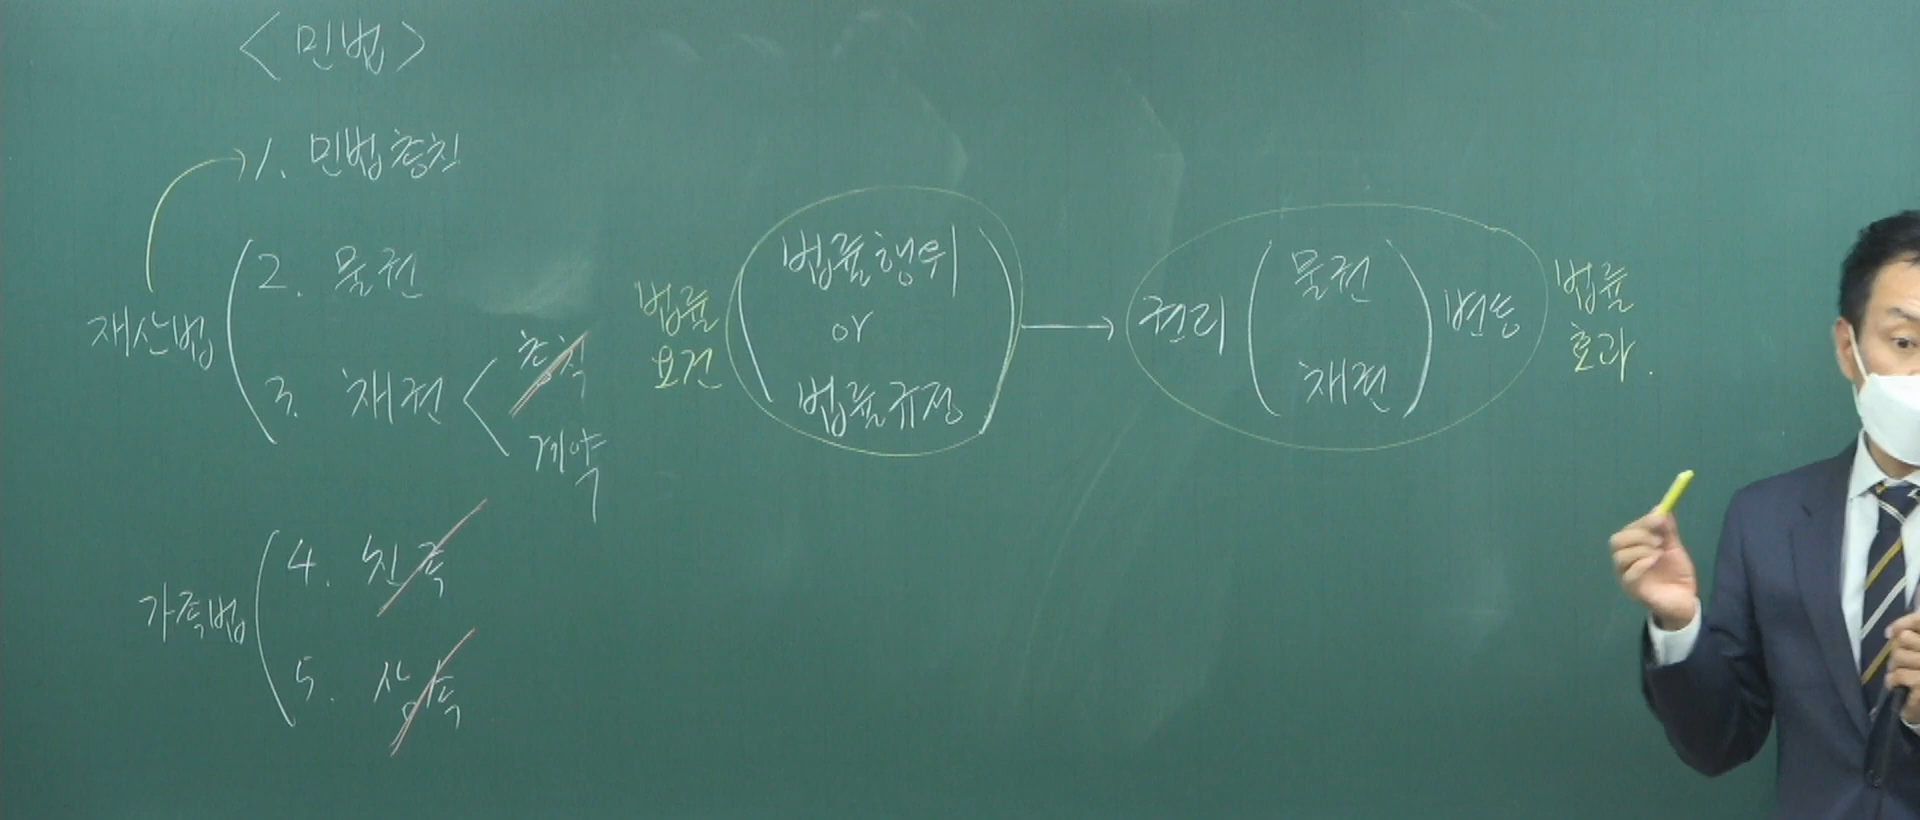 <민법>
1. 민법총칙
재산법
2. 물권
3. 채권
총칙
계약
가족법
4. 친족
5. 상속
법률
요건
법률행위
or
법률규정
권리
물권
채권
변동
법률
효과.